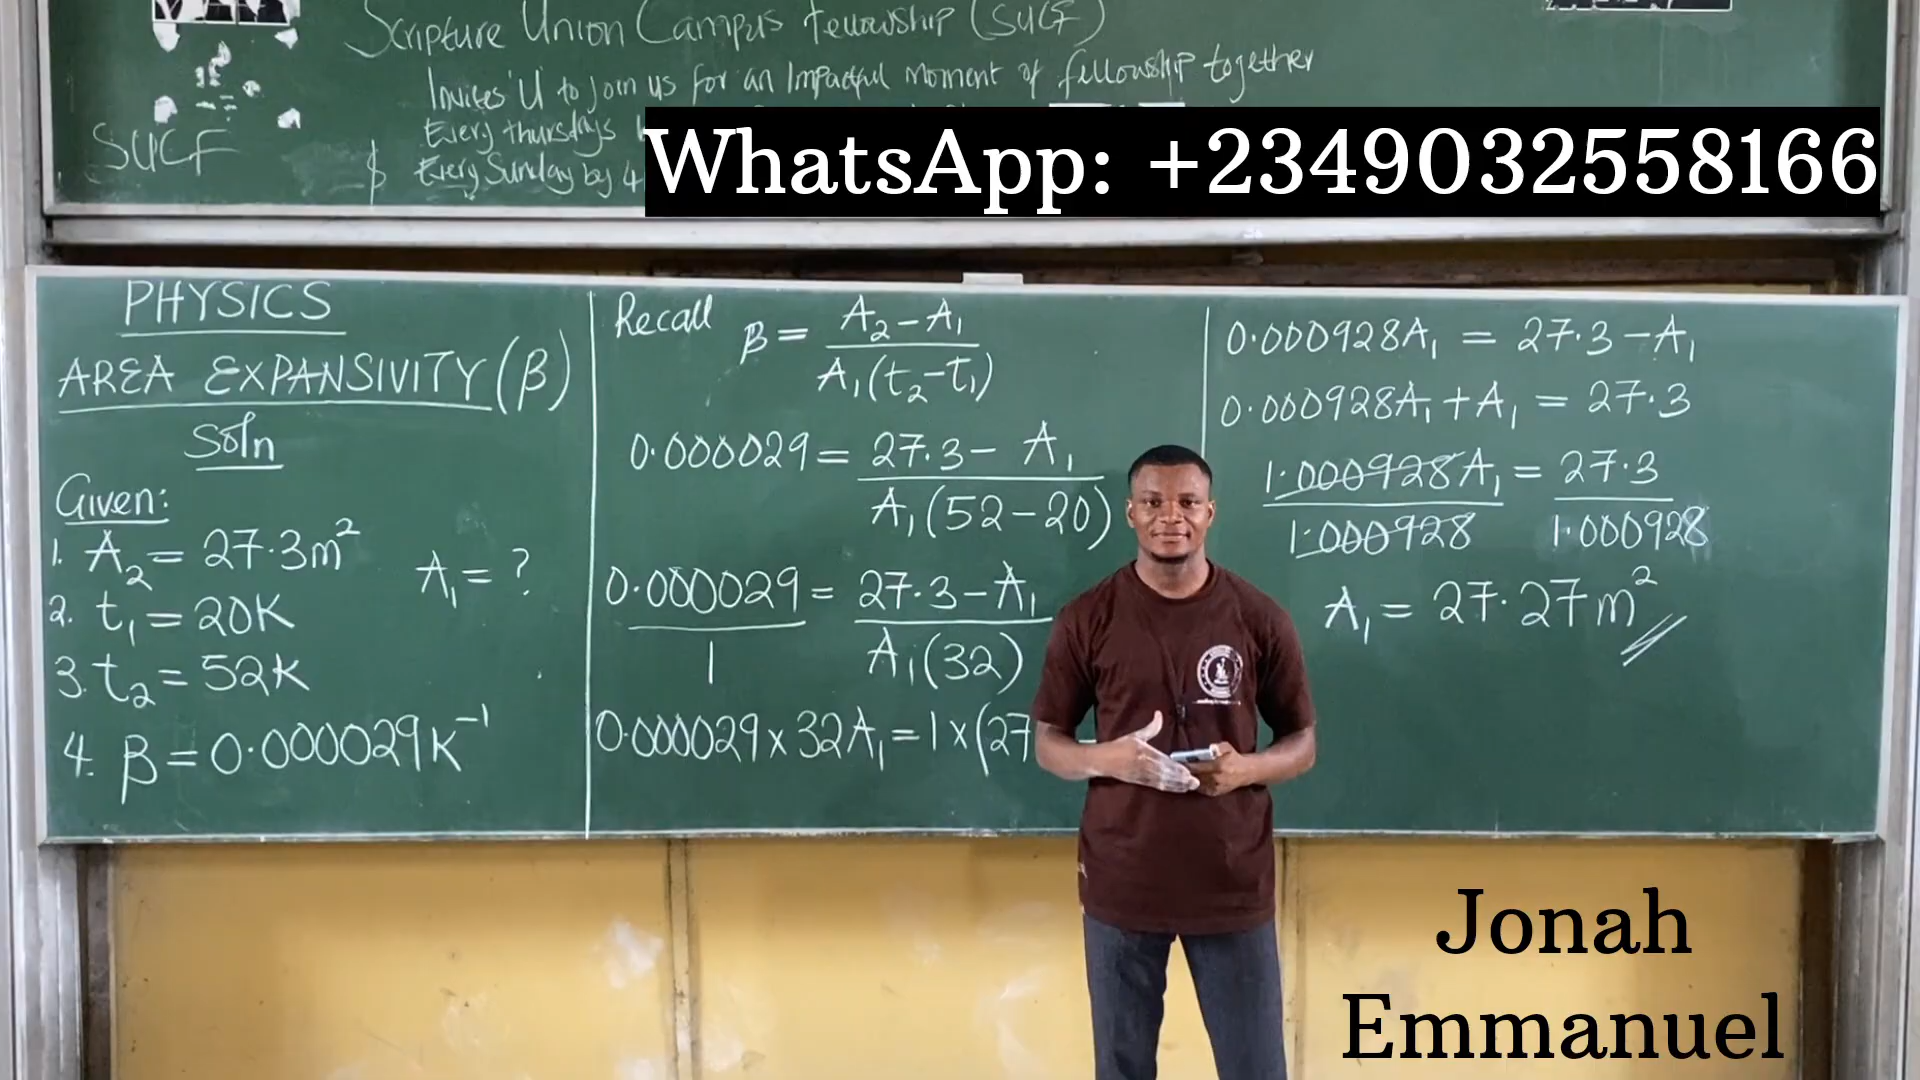 Scripture Union Campus Fellowship (SUCF)
Invites 'U' to join us for an Impactful Moment of fellowship together
Every thursdays
SUCF
Every Sunday by 4
WhatsApp: +2349032558166
PHYSICS
AREA EXPANSIVITY (β)
Soln
Given:
1. A₂ = 27.3m²
A₁ = ?
2. t₁ = 20K
3. t₂ = 52K
4. β = 0.000029K⁻¹
Recall
β = A₂ – A₁ / A₁(t₂ – t₁)
0.000029 = 27.3 – A₁ / A₁(52 – 20)
0.000029 / 1 = 27.3 – A₁ / A₁(32)
0.000029 x 32A₁ = 1 x (27
0.000928A₁ = 27.3 – A₁
0.000928A₁ + A₁ = 27.3
1.000928A₁ / 1.000928 = 27.3 / 1.000928
A₁ = 27.27m²
Jonah
Emmanuel